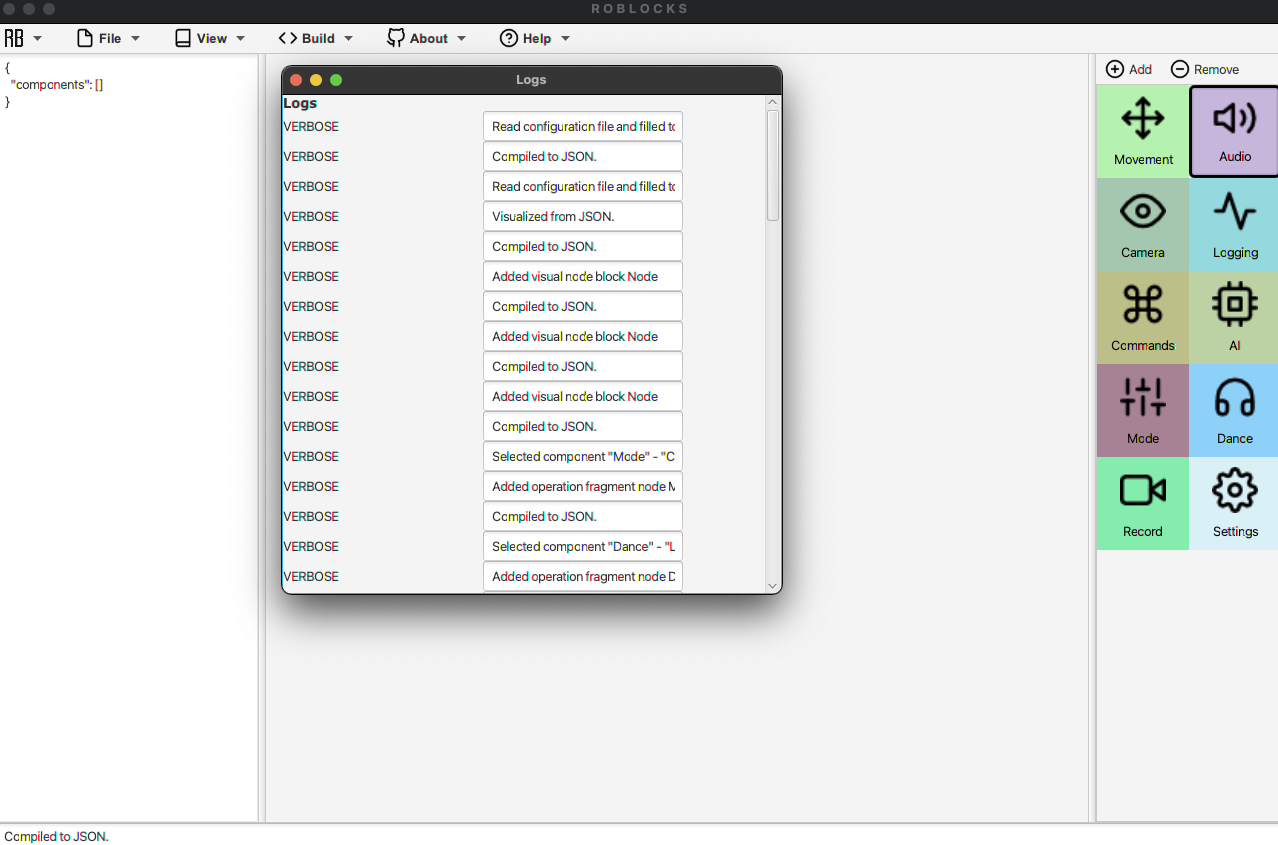 ROBLOCKS
RB File View Build About Help
{
"components": []
}
Logs
Logs
VERBOSE Read configuration file and filled to
VERBOSE Compiled to JSON.
VERBOSE Read configuration file and filled to
VERBOSE Visualized from JSON.
VERBOSE Compiled to JSON.
VERBOSE Added visual node block Node
VERBOSE Compiled to JSON.
VERBOSE Added visual node block Node
VERBOSE Compiled to JSON.
VERBOSE Added visual node block Node
VERBOSE Compiled to JSON.
VERBOSE Selected component "Mode" - "C
VERBOSE Added operation fragment node M
VERBOSE Compiled to JSON.
VERBOSE Selected component "Dance" - "L
VERBOSE Added operation fragment node D
Add Remove
Movement Audio
Camera Logging
Commands AI
Mode Dance
Record Settings
Compiled to JSON.